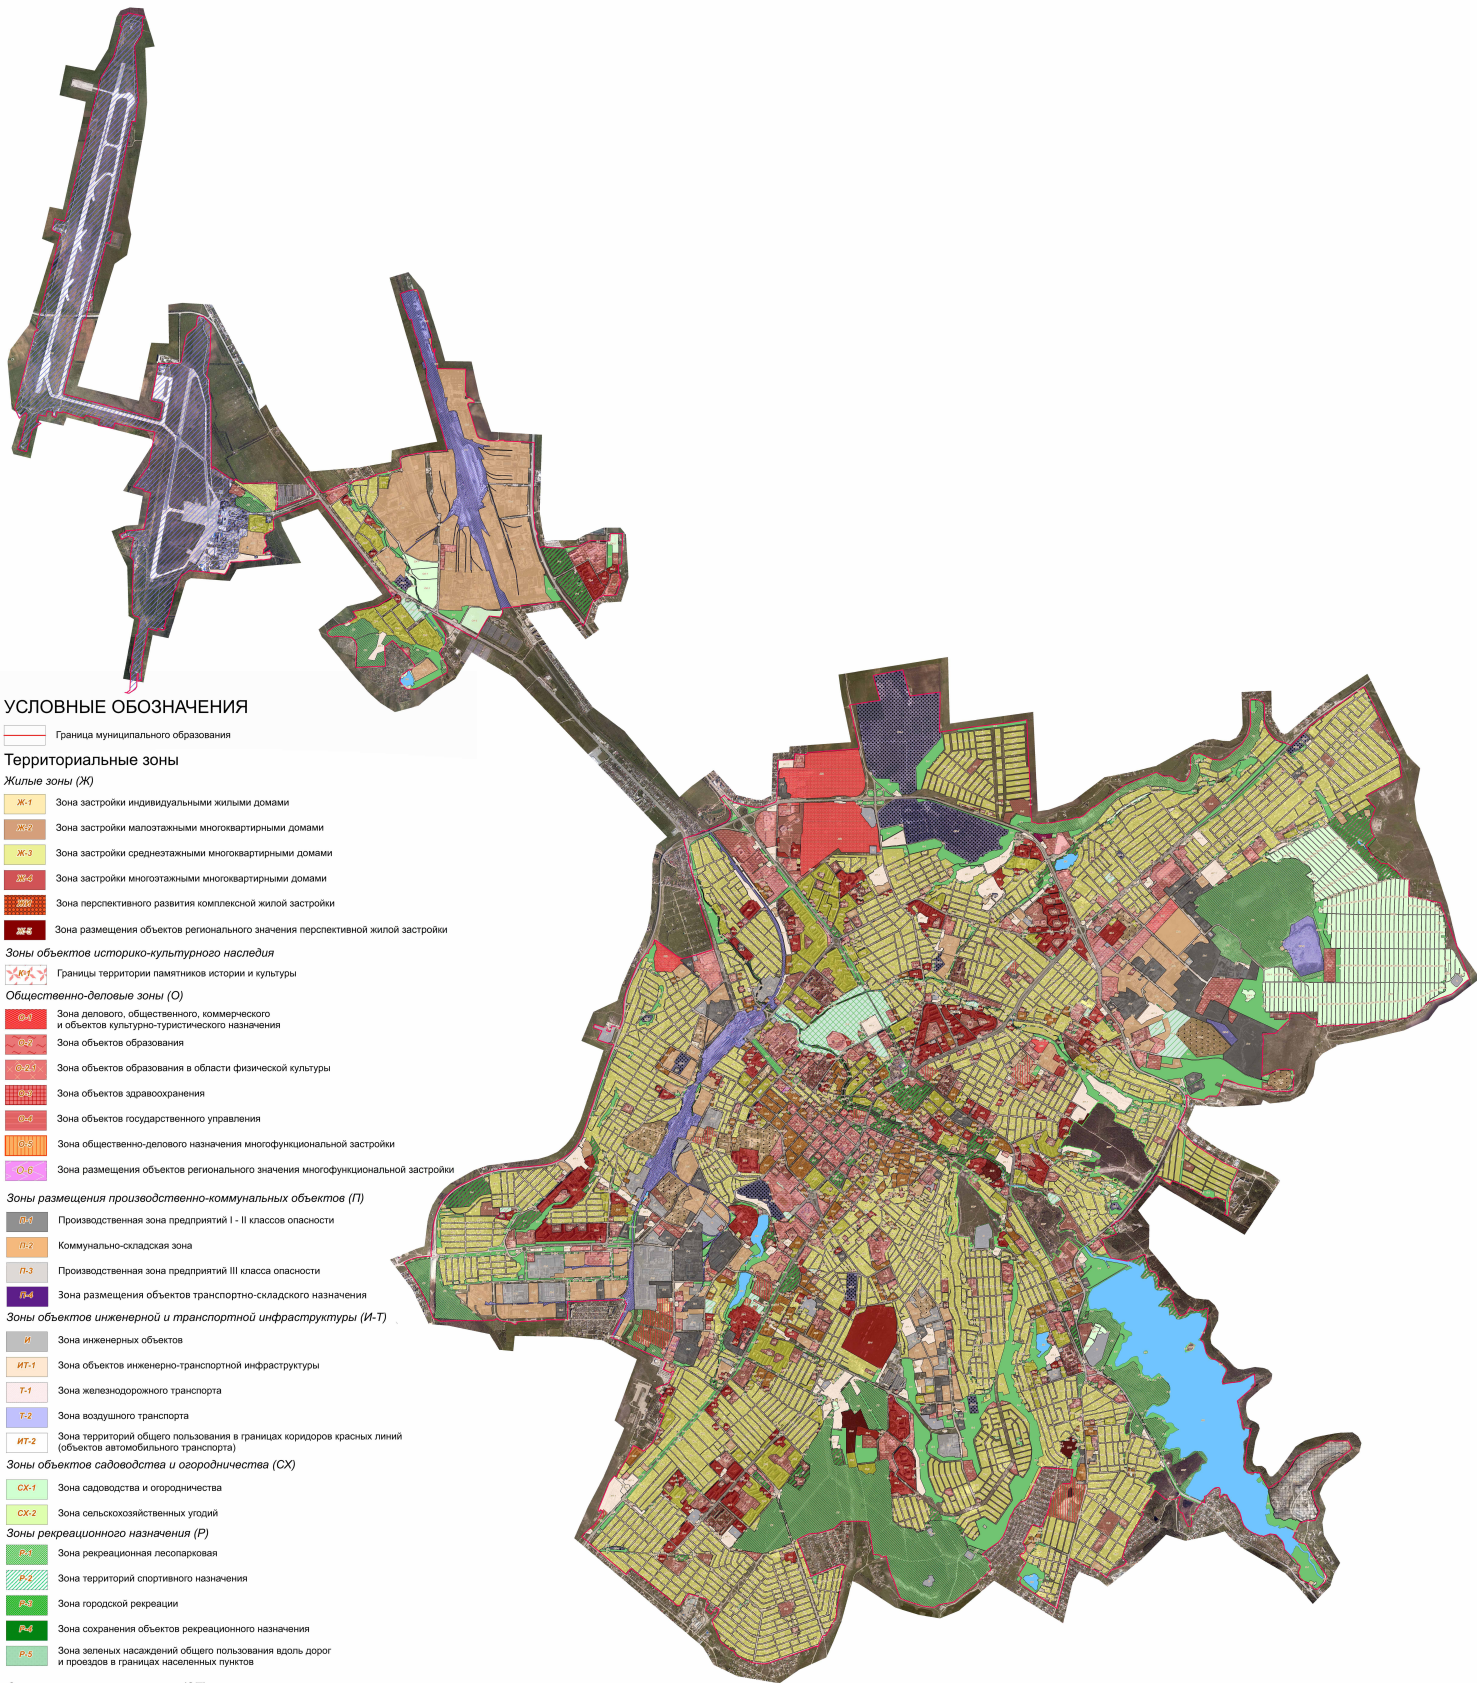 УСЛОВНЫЕ ОБОЗНАЧЕНИЯ
Граница муниципального образования
Территориальные зоны
Жилые зоны (Ж)
Ж-1 Зона застройки индивидуальными жилыми домами
Ж-2 Зона застройки малоэтажными многоквартирными домами
Ж-3 Зона застройки среднеэтажными многоквартирными домами
Ж-4 Зона застройки многоэтажными многоквартирными домами
Зона перспективного развития комплексной жилой застройки
Ж-5 Зона размещения объектов регионального значения перспективной жилой застройки
Зоны объектов историко-культурного наследия
Границы территории памятников истории и культуры
Общественно-деловые зоны (О)
О-1 Зона делового, общественного, коммерческого
и объектов культурно-туристического назначения
О-2 Зона объектов образования
О-2.1 Зона объектов образования в области физической культуры
О-3 Зона объектов здравоохранения
О-4 Зона объектов государственного управления
О-5 Зона общественно-делового назначения многофункциональной застройки
О-6 Зона размещения объектов регионального значения многофункциональной застройки
Зоны размещения производственно-коммунальных объектов (П)
П-1 Производственная зона предприятий I - II классов опасности
П-2 Коммунально-складская зона
П-3 Производственная зона предприятий III класса опасности
П-4 Зона размещения объектов транспортно-складского назначения
Зоны объектов инженерной и транспортной инфраструктуры (И-Т)
И Зона инженерных объектов
ИТ-1 Зона объектов инженерно-транспортной инфраструктуры
Т-1 Зона железнодорожного транспорта
Т-2 Зона воздушного транспорта
ИТ-2 Зона территорий общего пользования в границах коридоров красных линий
(объектов автомобильного транспорта)
Зоны объектов садоводства и огородничества (СХ)
СХ-1 Зона садоводства и огородничества
СХ-2 Зона сельскохозяйственных угодий
Зоны рекреационного назначения (Р)
Р-1 Зона рекреационная лесопарковая
Р-2 Зона территорий спортивного назначения
Р-3 Зона городской рекреации
Р-4 Зона сохранения объектов рекреационного назначения
Р-5 Зона зеленых насаждений общего пользования вдоль дорог
и проездов в границах населенных пунктов